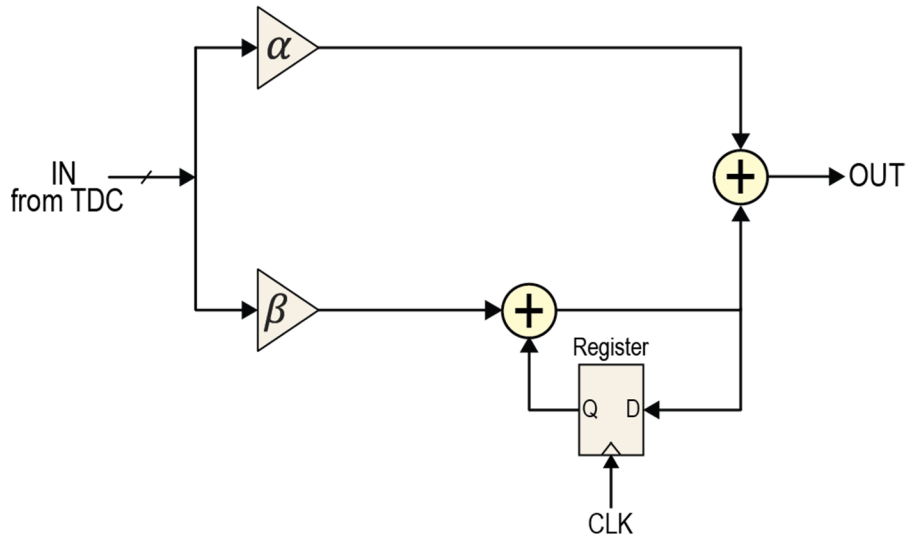 α
IN
from TDC
+
OUT
β
+
Register
Q D
CLK